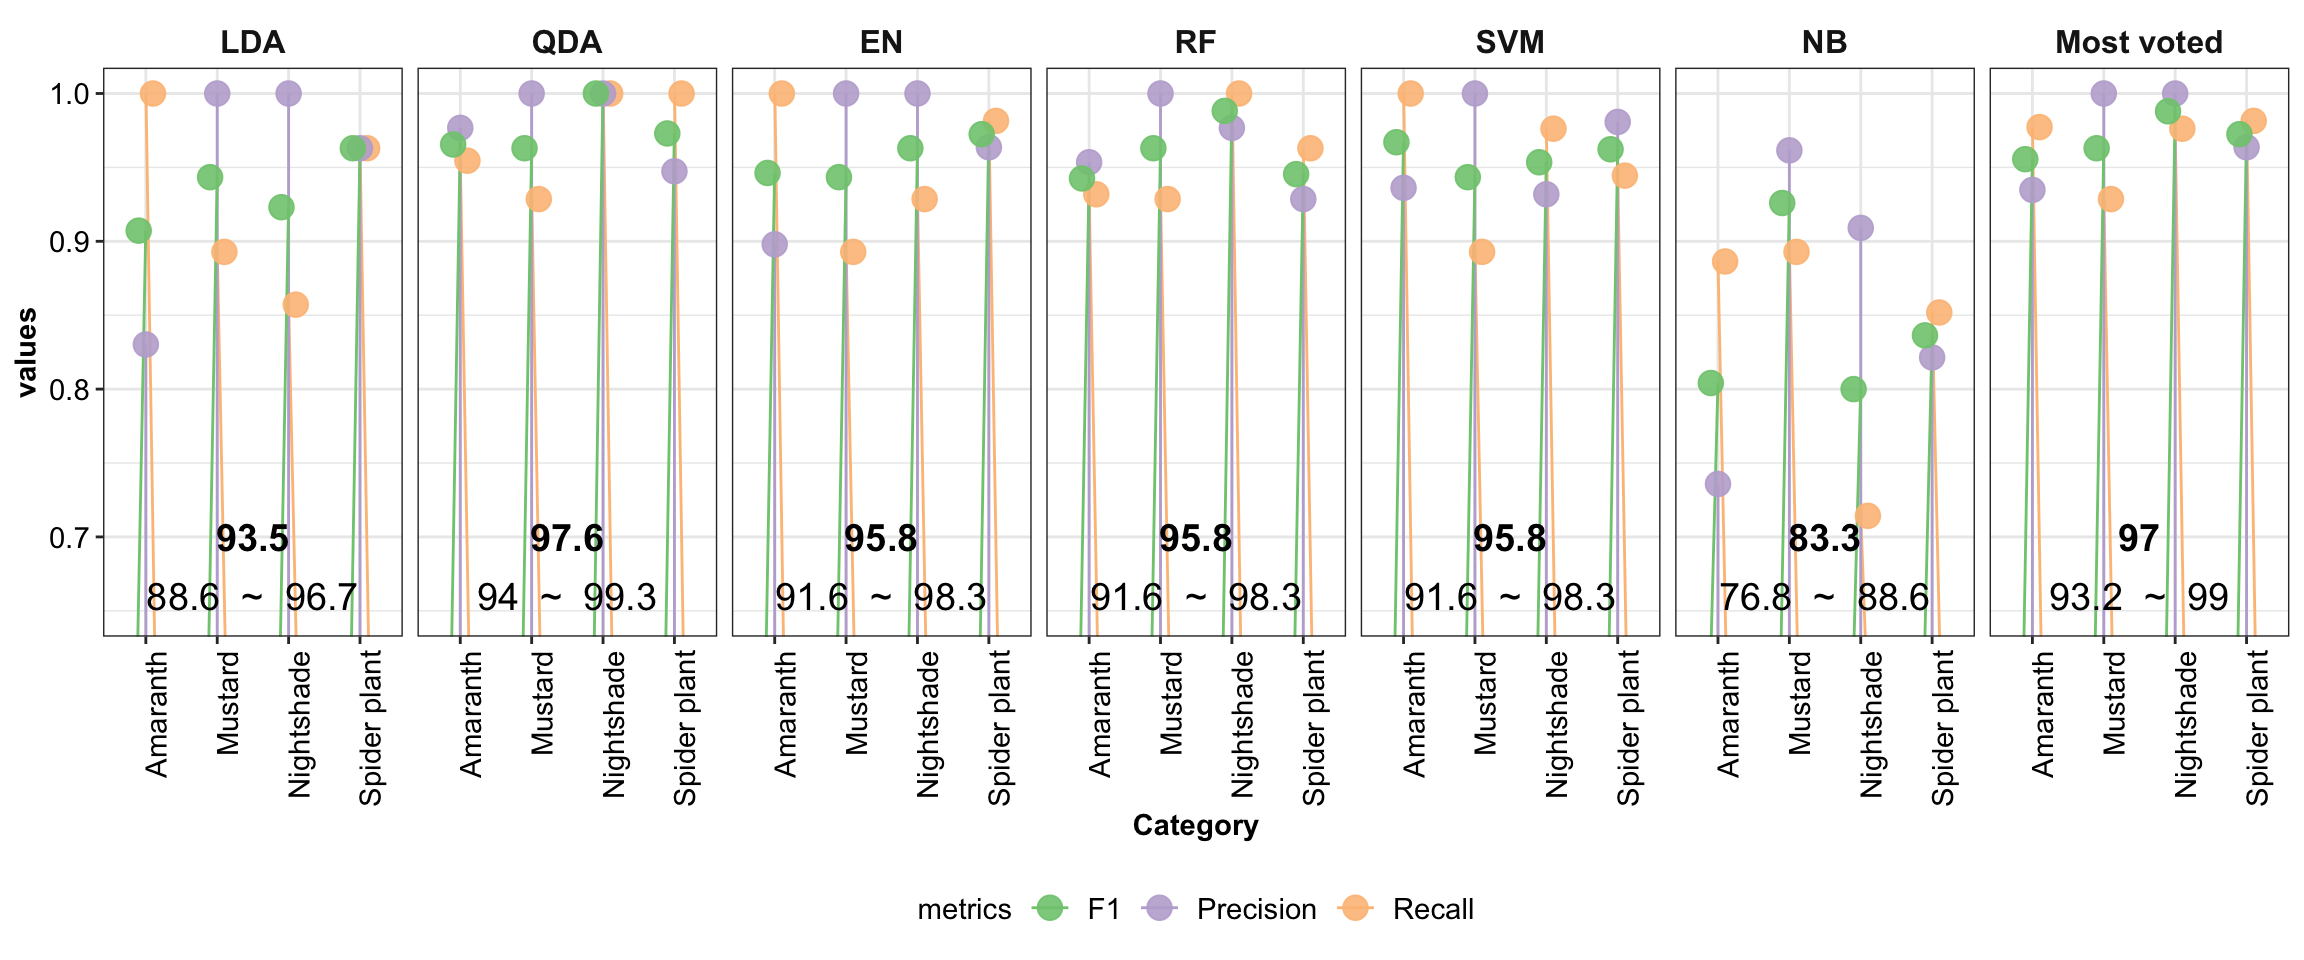 LDA QDA EN RF SVM NB Most voted
1.0
0.9
0.8
0.7
values
93.5 97.6 95.8 95.8 95.8 83.3 97
88.6 ~ 96.7 94 ~ 99.3 91.6 ~ 98.3 91.6 ~ 98.3 91.6 ~ 98.3 76.8 ~ 88.6 93.2 ~ 99
Amaranth Mustard Nightshade Spider plant Amaranth Mustard Nightshade Spider plant Amaranth Mustard Nightshade Spider plant Amaranth Mustard Nightshade Spider plant Amaranth Mustard Nightshade Spider plant Amaranth Mustard Nightshade Spider plant Amaranth Mustard Nightshade Spider plant
Category
metrics F1 Precision Recall